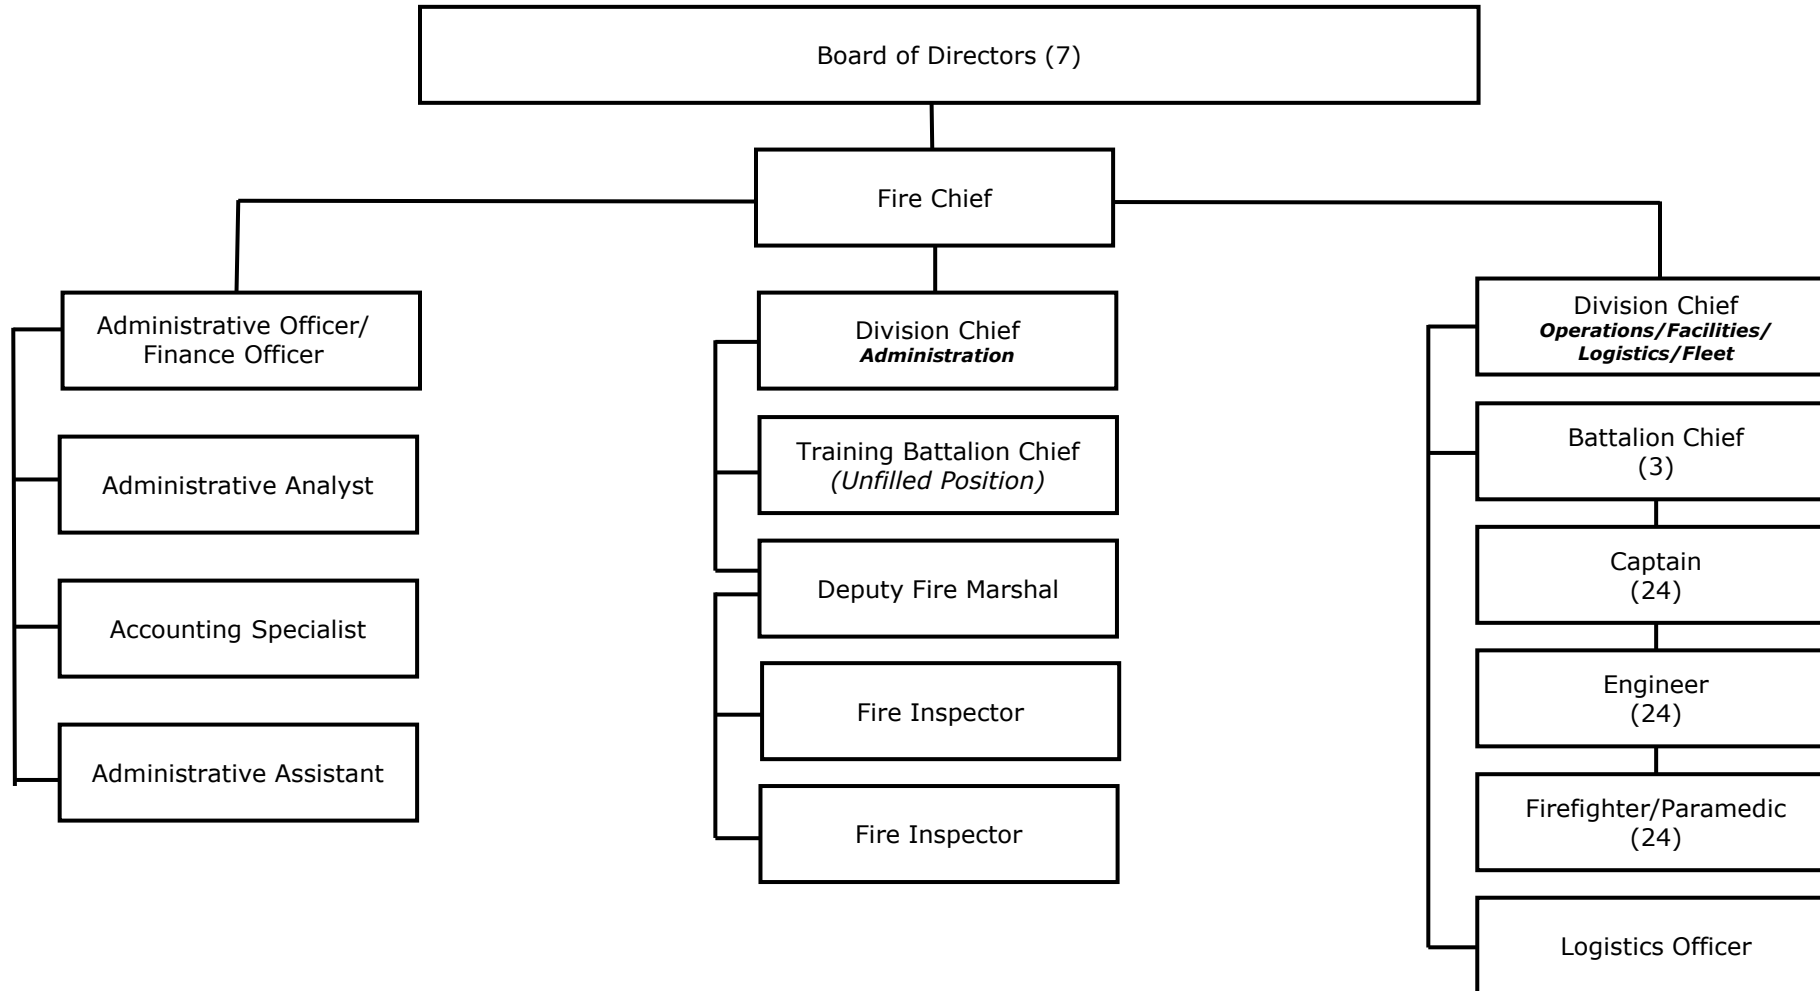 Board of Directors (7)
Fire Chief
Administrative Officer/
Finance Officer
Administrative Analyst
Accounting Specialist
Administrative Assistant
Division Chief
Administration
Training Battalion Chief
(Unfilled Position)
Deputy Fire Marshal
Fire Inspector
Fire Inspector
Division Chief
Operations/Facilities/
Logistics/Fleet
Battalion Chief
(3)
Captain
(24)
Engineer
(24)
Firefighter/Paramedic
(24)
Logistics Officer